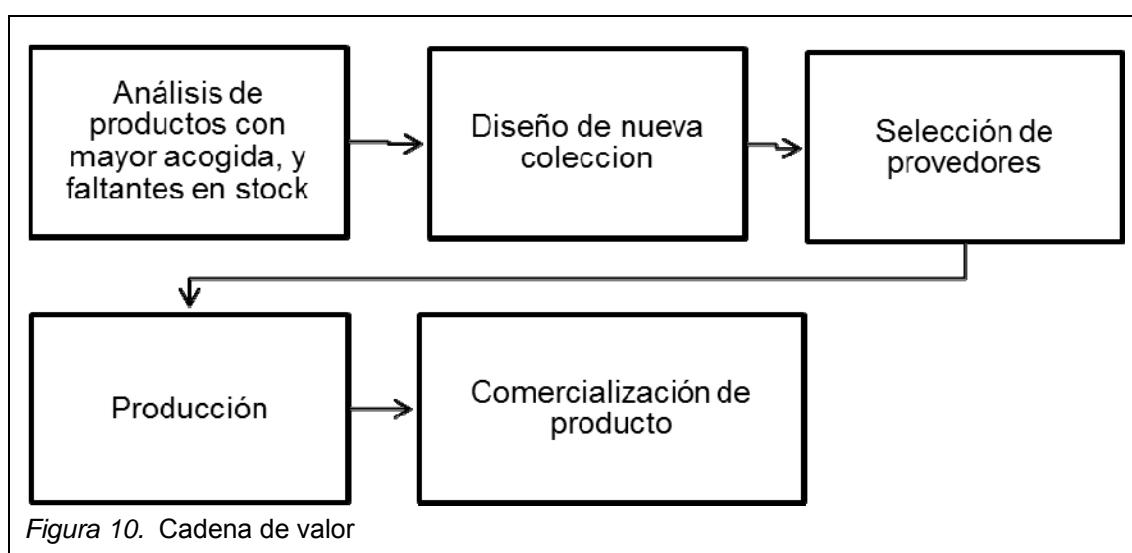 Análisis de
productos con
mayor acogida, y
faltantes en stock
Diseño de nueva
coleccion
Selección de
provedores
Producción
Comercialización de
producto
Figura 10. Cadena de valor